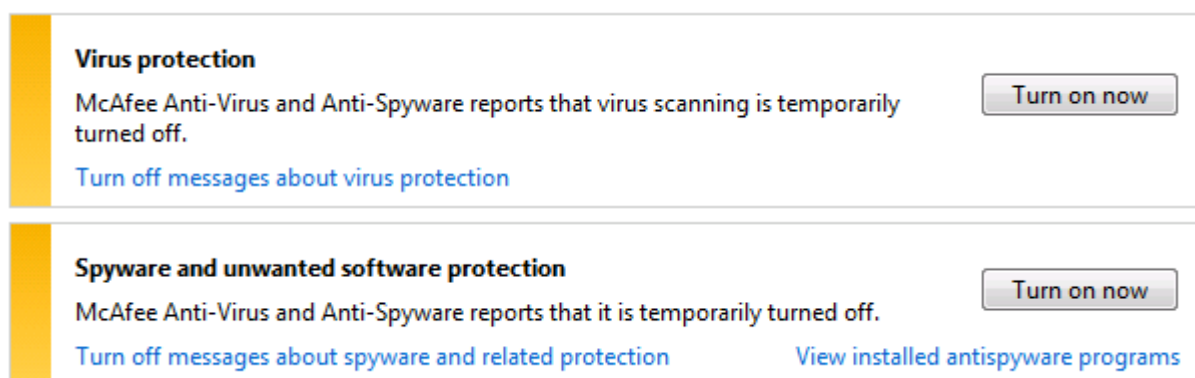 Virus protection
McAfee Anti-Virus and Anti-Spyware reports that virus scanning is temporarily
turned off.
Turn on now
Turn off messages about virus protection
Spyware and unwanted software protection
McAfee Anti-Virus and Anti-Spyware reports that it is temporarily turned off.
Turn on now
Turn off messages about spyware and related protection
View installed antispyware programs